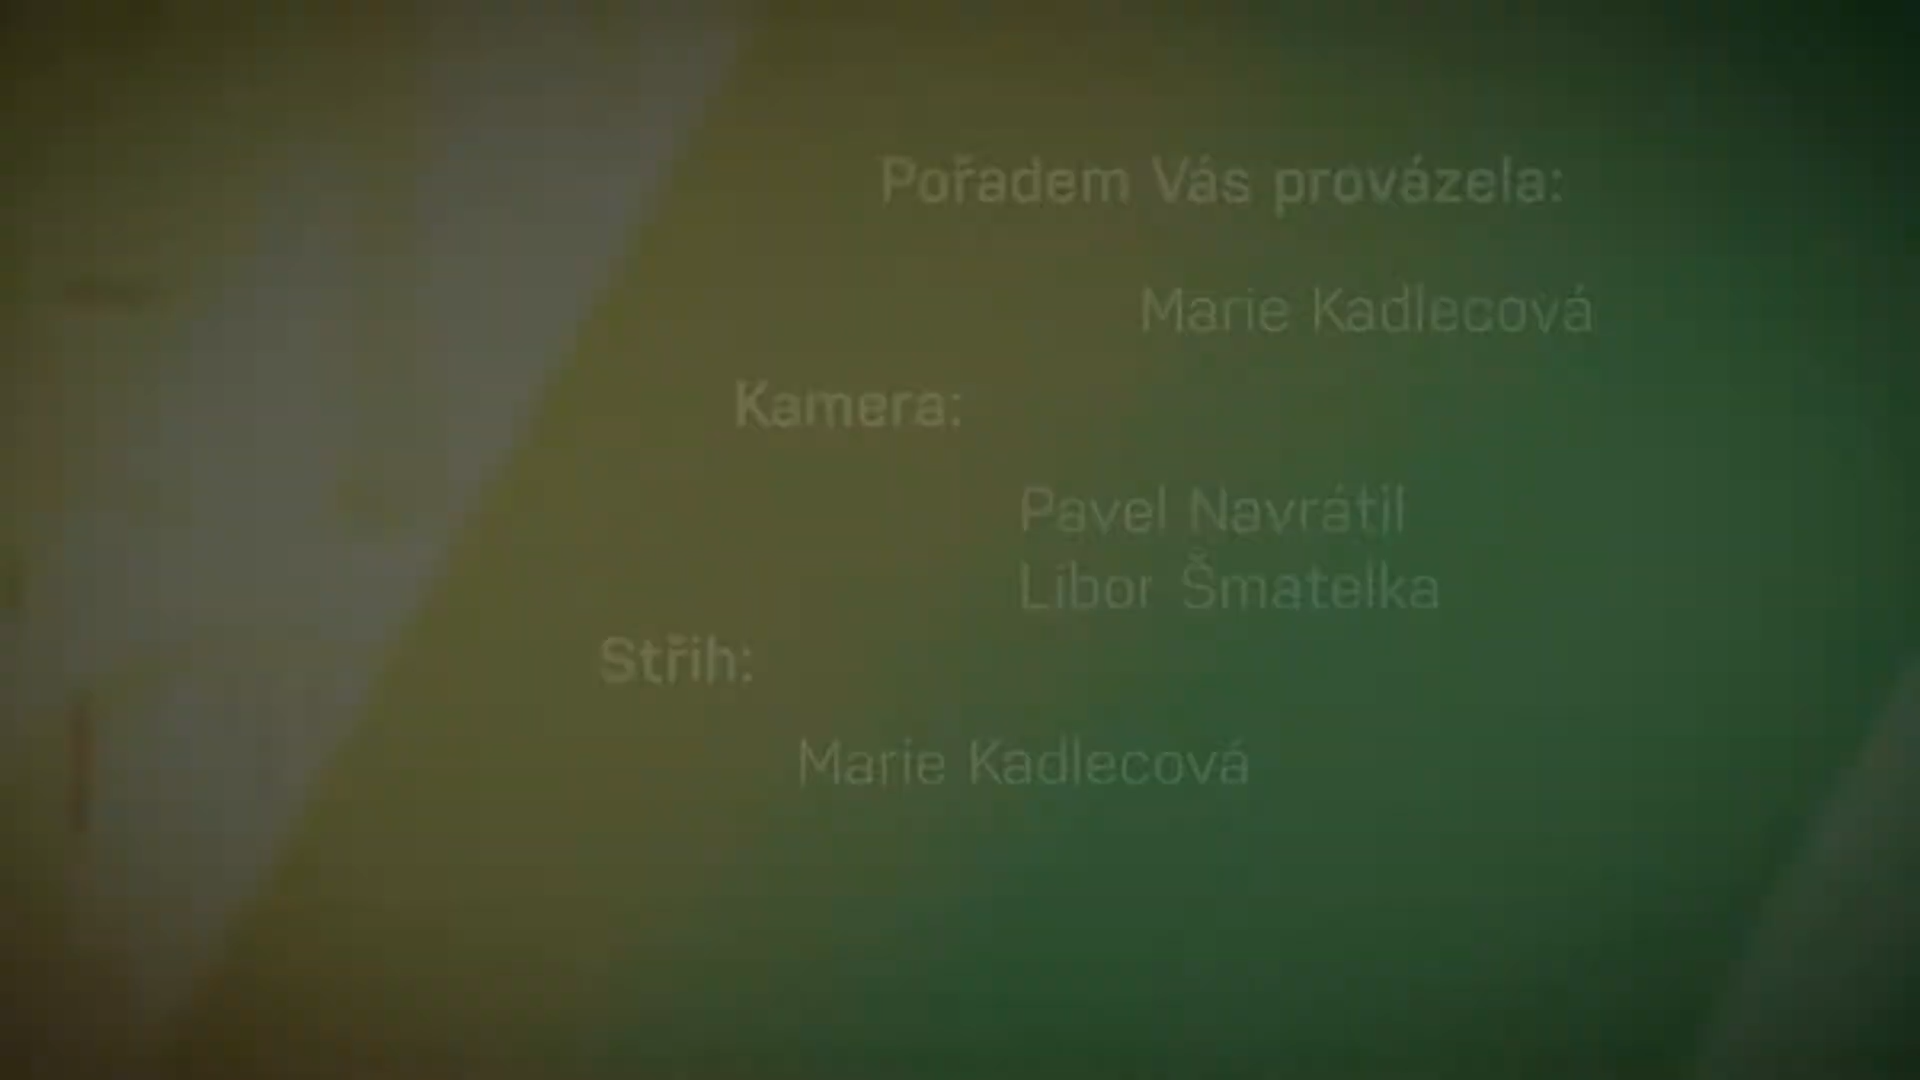 Pořadem Vás provázela:
Marie Kadlecová
Kamera:
Pavel Navrátil
Libor Šmatelka
Střih:
Marie Kadlecová